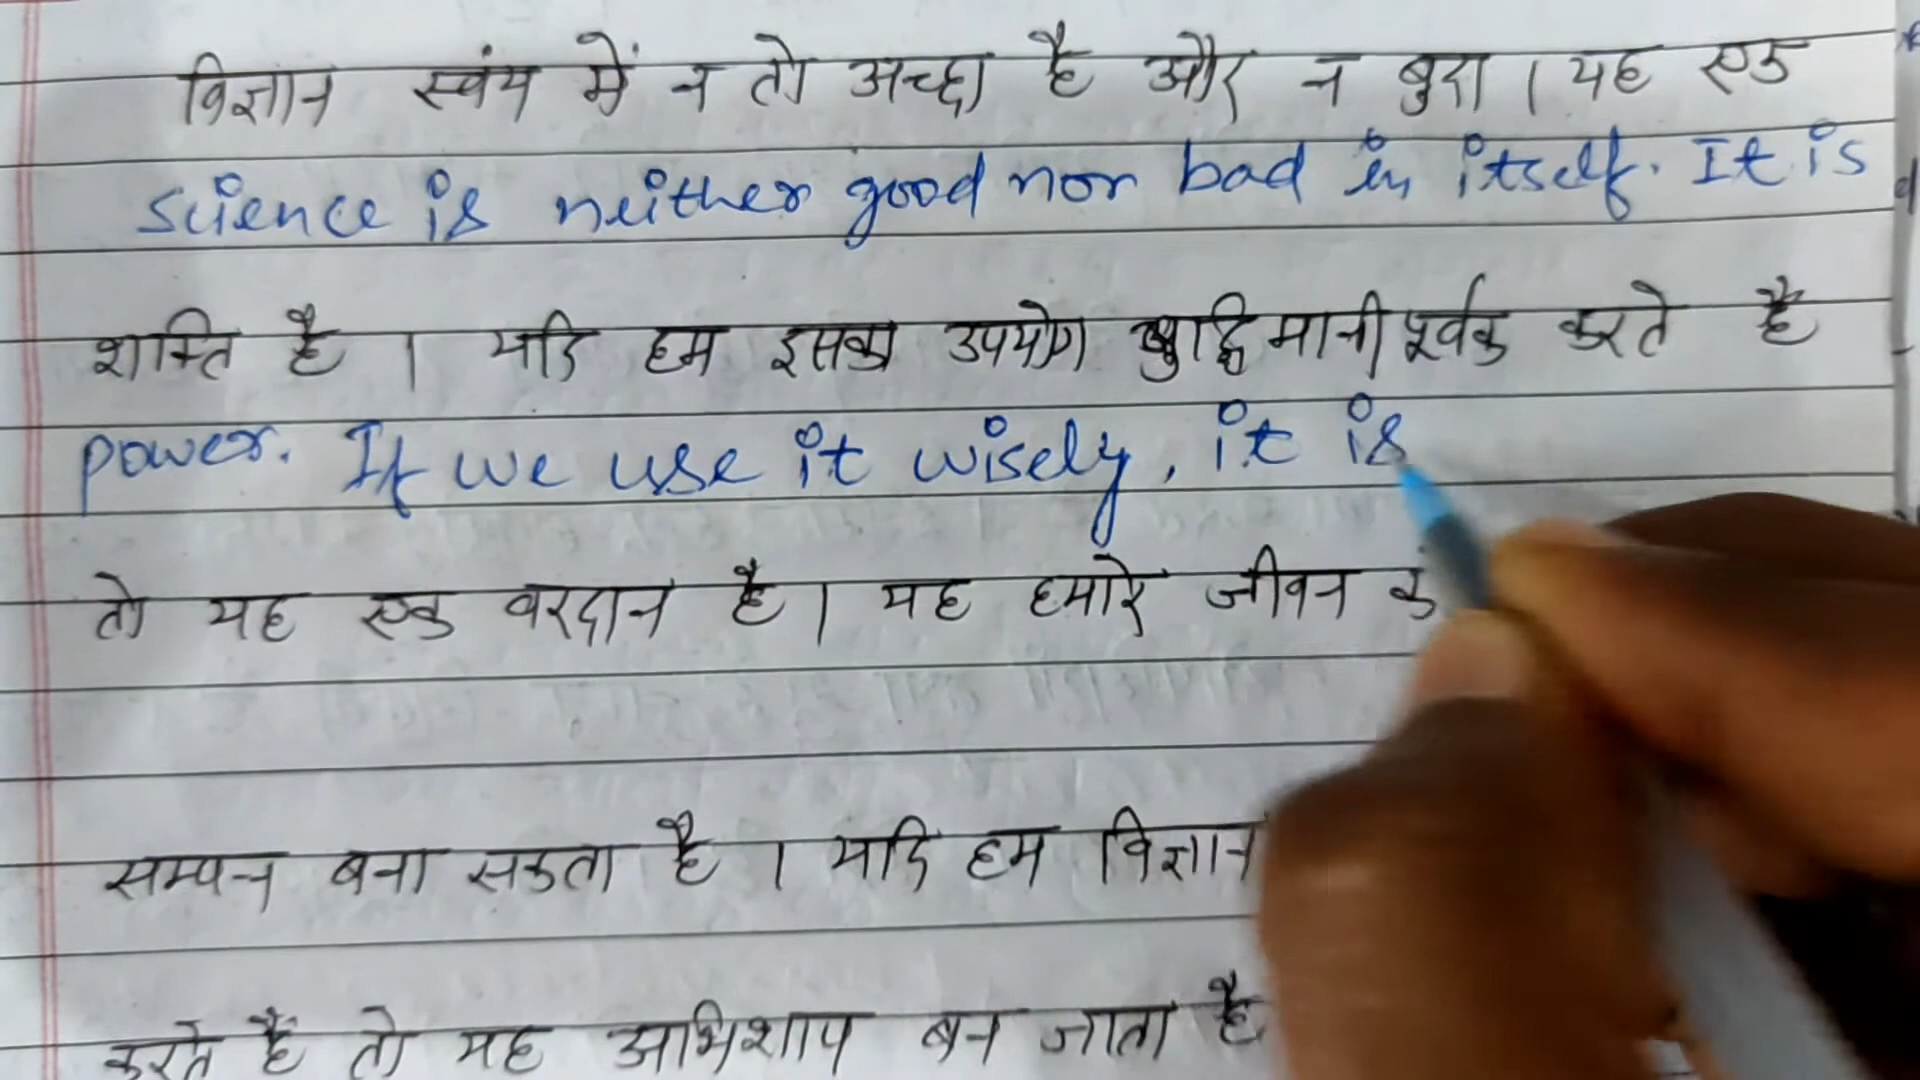 विज्ञान स्वंय में न तो अच्छा है और न बुरा । यह एक
science is neither good nor bad in itself. It is
शक्ति है । यदि हम इसका उपयोग बुद्धिमानी पूर्वक करते है
power. If we use it wisely, it is
तो यह एक वरदान है । यह हमारे जीवन
सम्पन्न बना सकता है । यदि हम विज्ञान
करते हैं तो यह अभिशाप बन जाता है